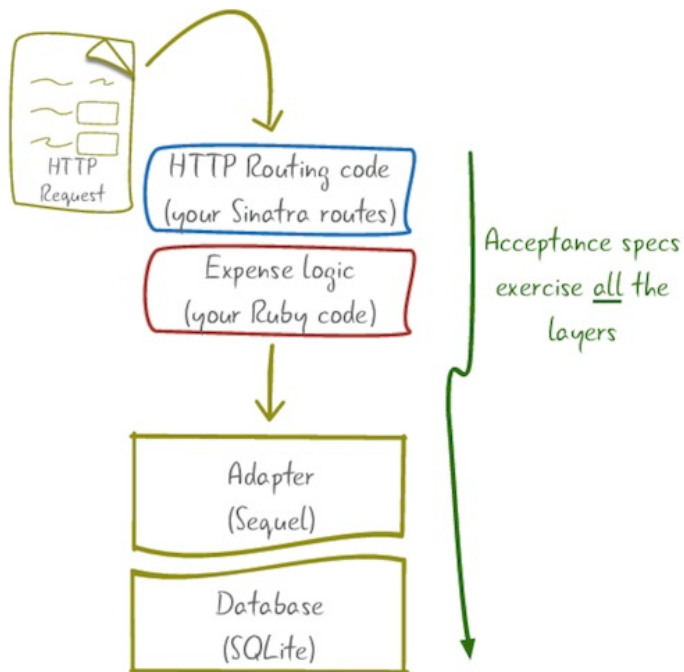 HTTP
Request
HTTP Routing code
(your Sinatra routes)
Expense logic
(your Ruby code)
Acceptance specs
exercise all the
layers
Adapter
(Sequel)
Database
(SQLite)